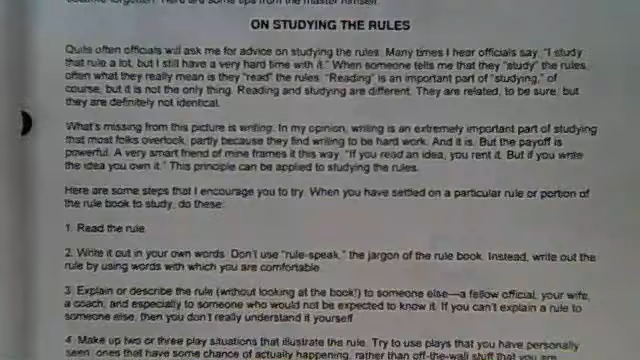 become forgotten. Here are some tips from the master himself.
ON STUDYING THE RULES
Quite often officials will ask me for advice on studying the rules. Many times I hear officials say, "I study
that rule a lot, but I still have a very hard time with it." When someone tells me that they "study" the rules,
often what they really mean is they "read" the rules. "Reading" is an important part of "studying," of
course, but it is not the only thing. Reading and studying are different. They are related, to be sure, but
they are definitely not identical.
What's missing from this picture is writing. In my opinion, writing is an extremely important part of studying
that most folks overlook, partly because they find writing to be hard work. And it is. But the payoff is
powerful. A very smart friend of mine frames it this way: "If you read an idea, you rent it. But if you write
the idea you own it." This principle can be applied to studying the rules.
Here are some steps that I encourage you to try. When you have settled on a particular rule or portion of
the rule book to study, do these:
1. Read the rule.
2. Write it out in your own words. Don't use "rule-speak," the jargon of the rule book. Instead, write out the
rule by using words with which you are comfortable.
3. Explain or describe the rule (without looking at the book!) to someone else—a fellow official, your wife,
a coach, and especially to someone who would not be expected to know it. If you can't explain a rule to
someone else, then you don't really understand it yourself.
4. Make up two or three play situations that illustrate the rule. Try to use plays that you have personally
seen, ones that have some chance of actually happening, rather than off-the-wall stuff that you are